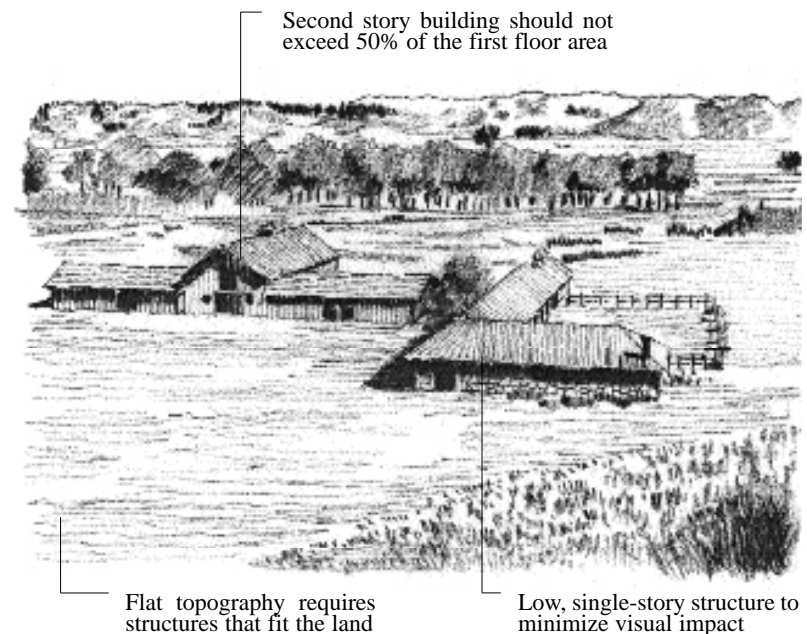 Second story building should not
exceed 50% of the first floor area
Flat topography requires
structures that fit the land
Low, single-story structure to
minimize visual impact